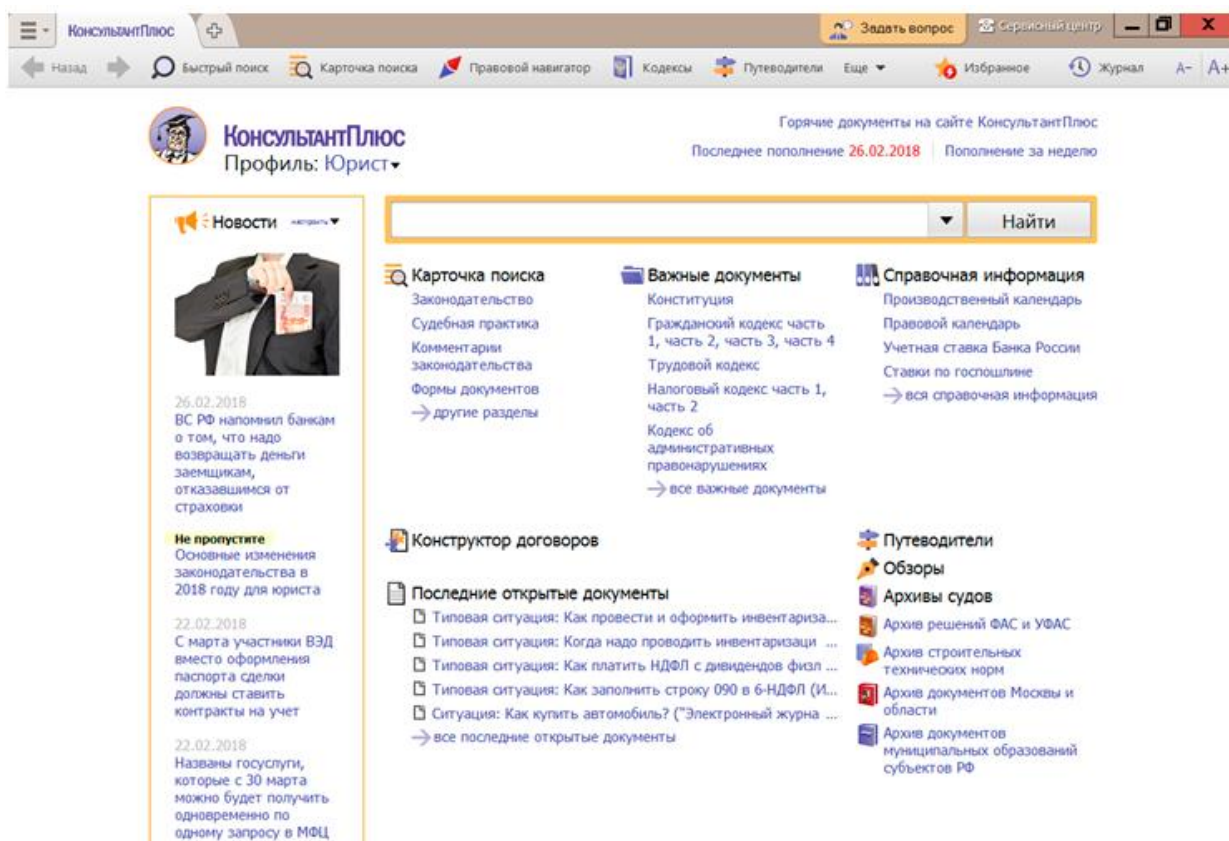 КонсультантПлюс
Задать вопрос
Сервисный центр
Назад
Быстрый поиск
Карточка поиска
Правовой навигатор
Кодексы
Путеводители
Еще
Избранное
Журнал
А-
А+
КонсультантПлюс
Профиль: Юрист
Горячие документы на сайте КонсультантПлюс
Последнее пополнение 26.02.2018
Пополнение за неделю
Новости настроить
26.02.2018
ВС РФ напомнил банкам
о том, что надо
возвращать деньги
заемщикам,
отказавшимся от
страховки
Не пропустите
Основные изменения
законодательства в
2018 году для юриста
22.02.2018
С марта участники ВЭД
вместо оформления
паспорта сделки
должны ставить
контракты на учет
22.02.2018
Названы госуслуги,
которые с 30 марта
можно будет получить
одновременно по
одному запросу в МФЦ
Найти
Карточка поиска
Законодательство
Судебная практика
Комментарии
законодательства
Формы документов
другие разделы
Важные документы
Конституция
Гражданский кодекс часть
1, часть 2, часть 3, часть 4
Трудовой кодекс
Налоговый кодекс часть 1,
часть 2
Кодекс об
административных
правонарушениях
все важные документы
Справочная информация
Производственный календарь
Правовой календарь
Учетная ставка Банка России
Ставки по госпошлине
вся справочная информация
Конструктор договоров
Последние открытые документы
Типовая ситуация: Как провести и оформить инвентариза...
Типовая ситуация: Когда надо проводить инвентаризаци ...
Типовая ситуация: Как платить НДФЛ с дивидендов физл ...
Типовая ситуация: Как заполнить строку 090 в 6-НДФЛ (И...
Ситуация: Как купить автомобиль? ("Электронный журна ...
все последние открытые документы
Путеводители
Обзоры
Архивы судов
Архив решений ФАС и УФАС
Архив строительных
технических норм
Архив документов Москвы и
области
Архив документов
муниципальных образований
субъектов РФ